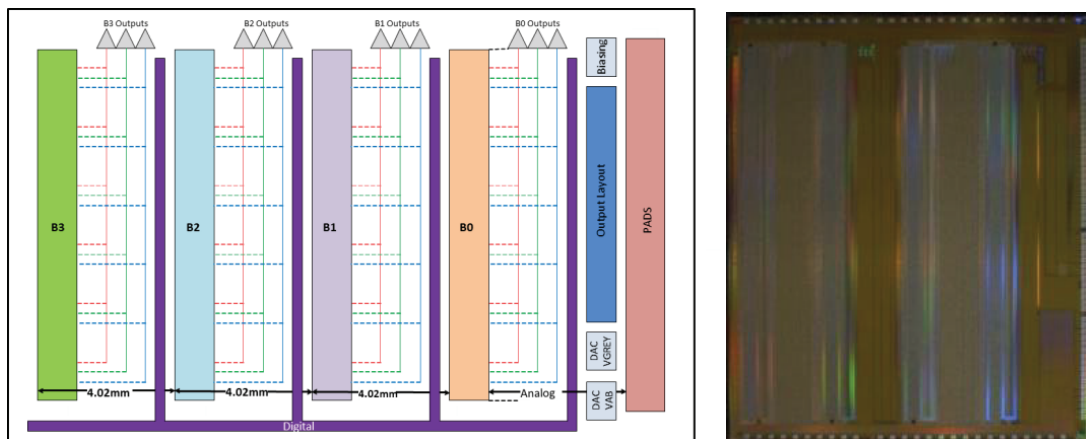 B3 Outputs
B2 Outputs
B1 Outputs
B0 Outputs
Biasing
B3
B2
B1
B0
Output Layout
PADS
DAC
VGREY
4.02mm
4.02mm
4.02mm
Analog
DAC
VAB
Digital